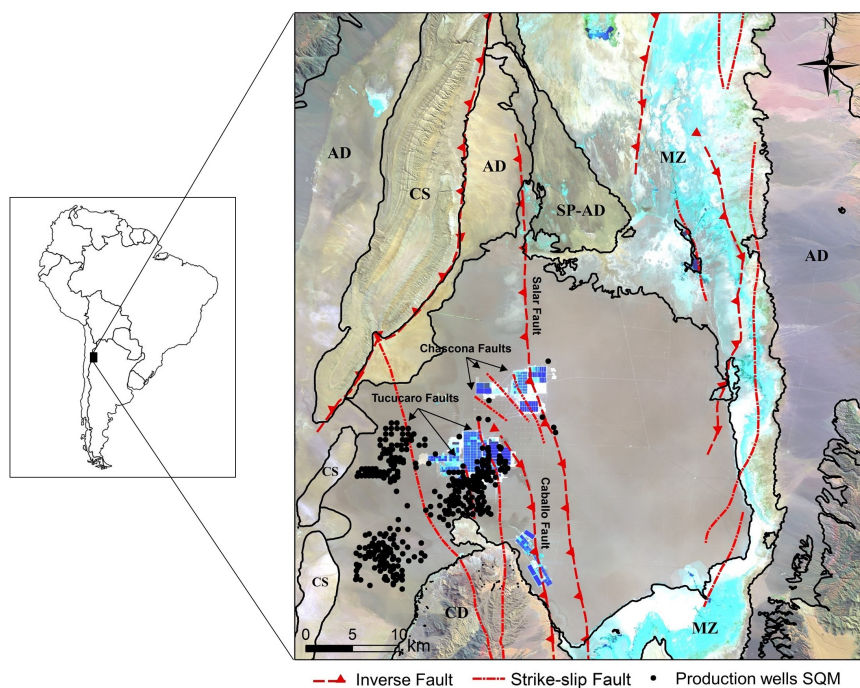 N
AD
CS
AD
MZ
SP-AD
AD
Salar Fault
Chascona Faults
Tucucaro Faults
CS
Caballo Fault
CS
CD
MZ
0 5 10
km
Inverse Fault Strike-slip Fault Production wells SQM